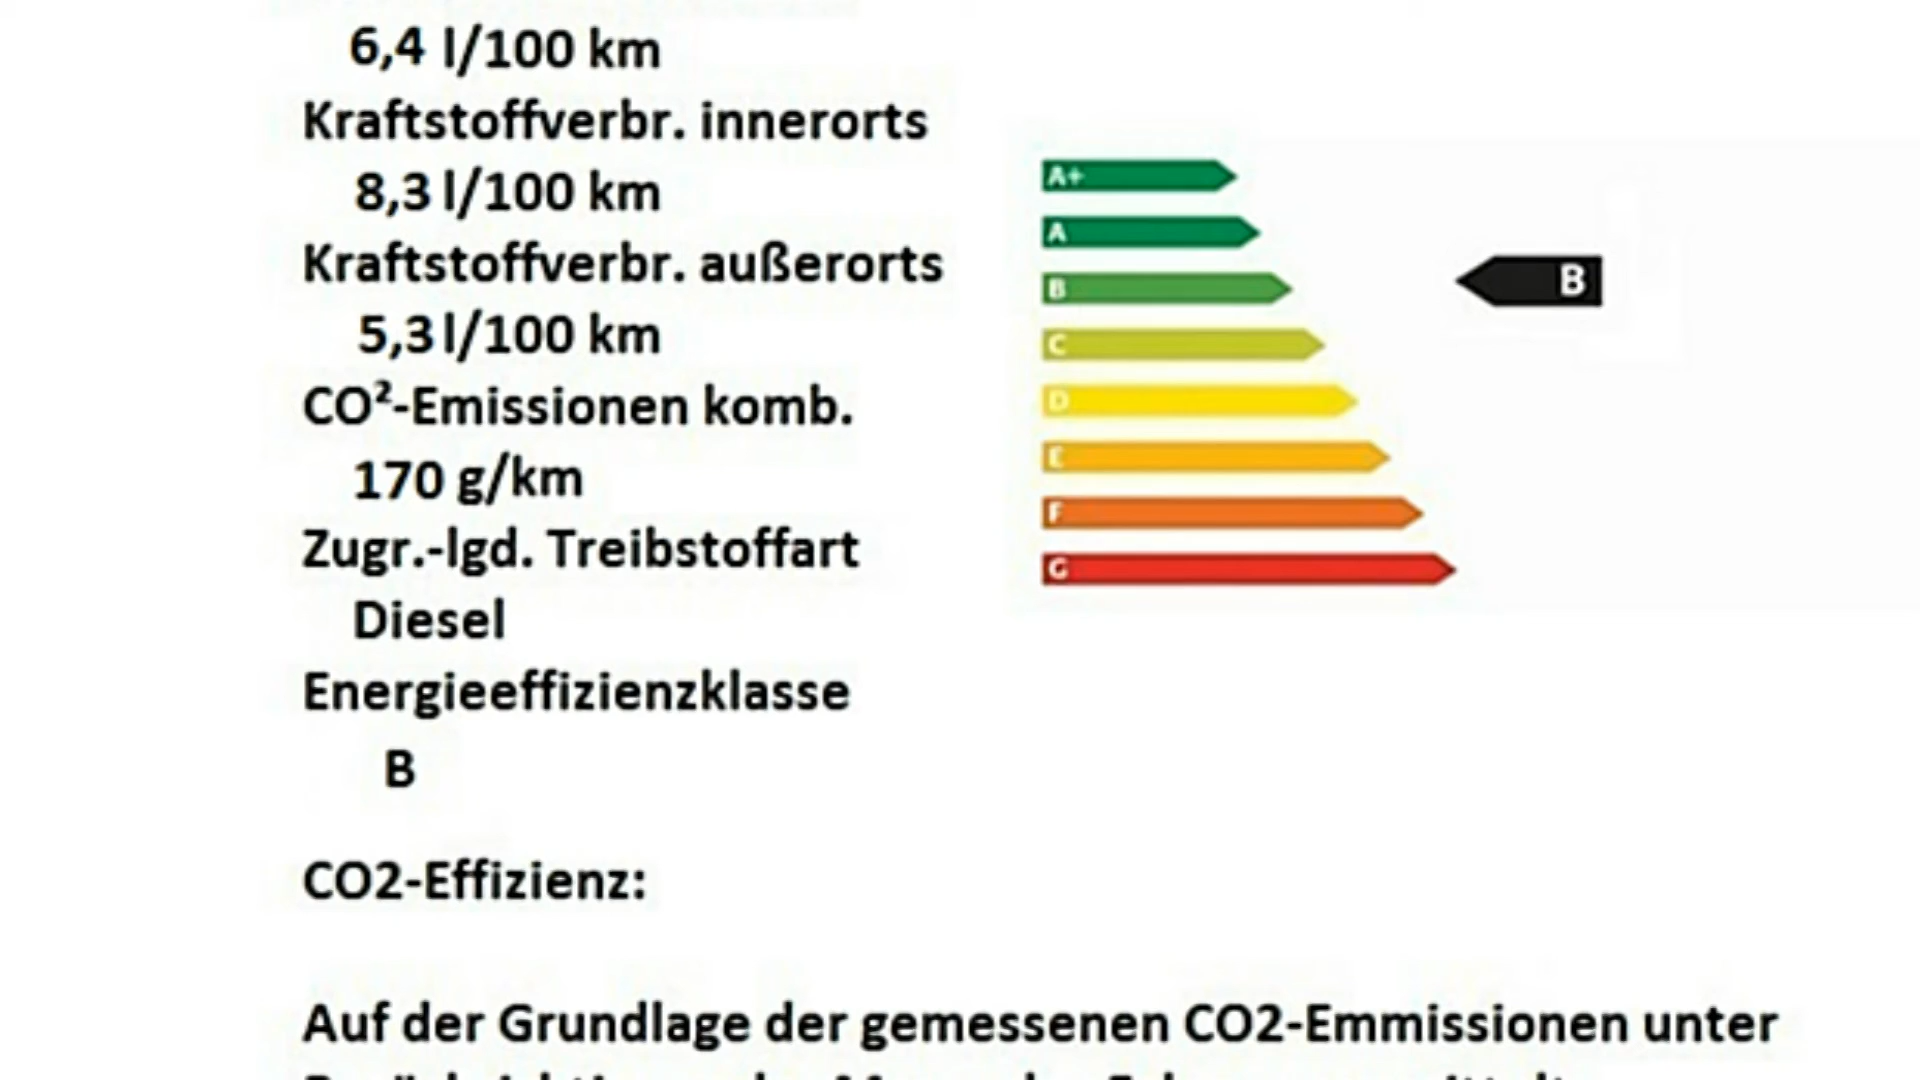 6,4 l/100 km
Kraftstoffverbr. innerorts
8,3 l/100 km
Kraftstoffverbr. außerorts
5,3 l/100 km
CO²-Emissionen komb.
170 g/km
Zugr.-lgd. Treibstoffart
Diesel
Energieeffizienzklasse
B
CO2-Effizienz:
A+
A
B
B
C
D
E
F
G
Auf der Grundlage der gemessenen CO2-Emmissionen unter